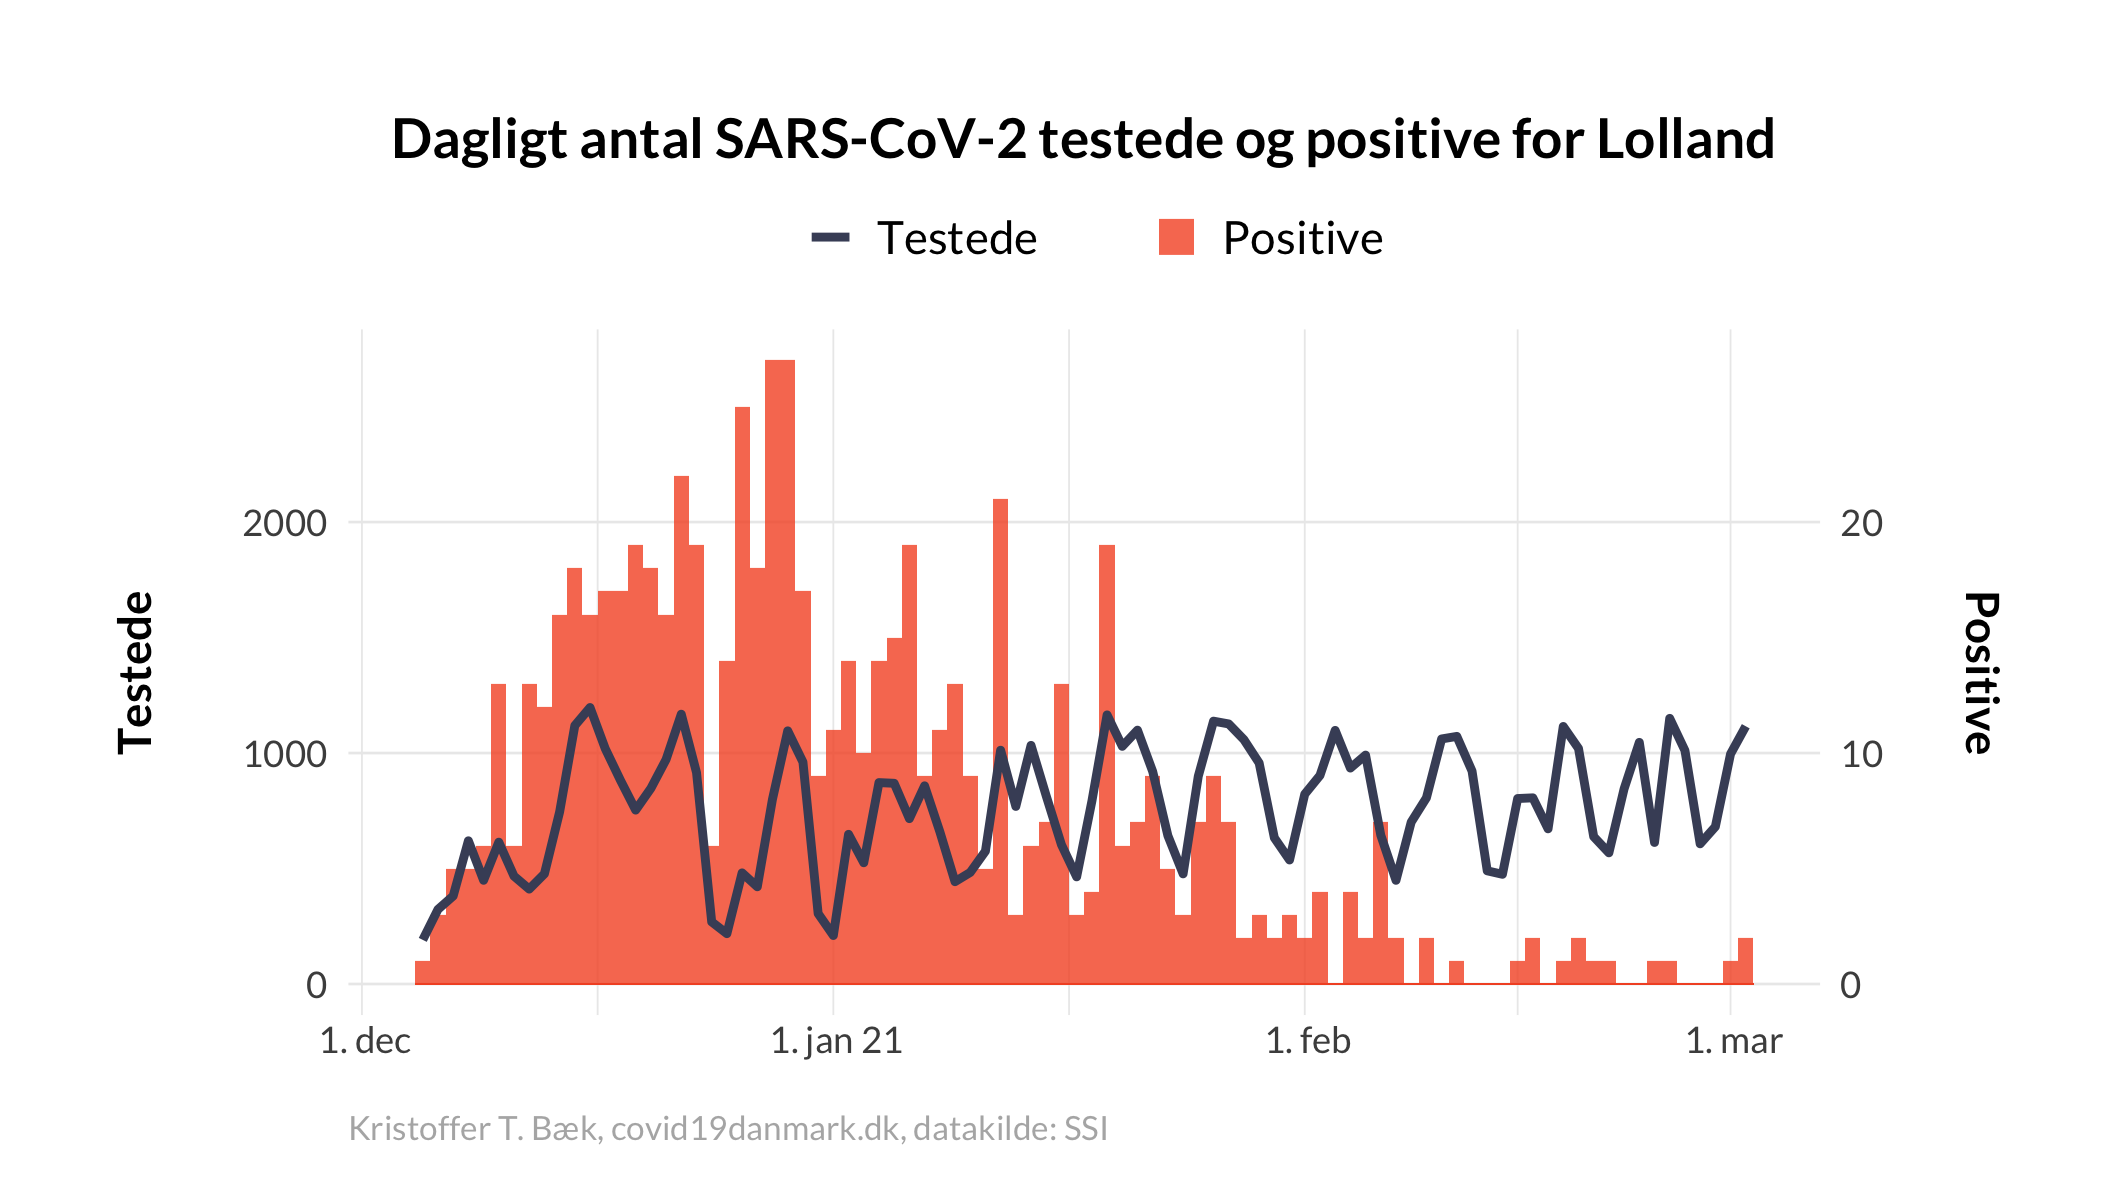 Dagligt antal SARS-CoV-2 testede og positive for Lolland
Testede Positive
Testede
2000
1000
0
20
10
0
Positive
1. dec 1. jan 21 1. feb 1. mar
Kristoffer T. Bæk, covid19danmark.dk, datakilde: SSI